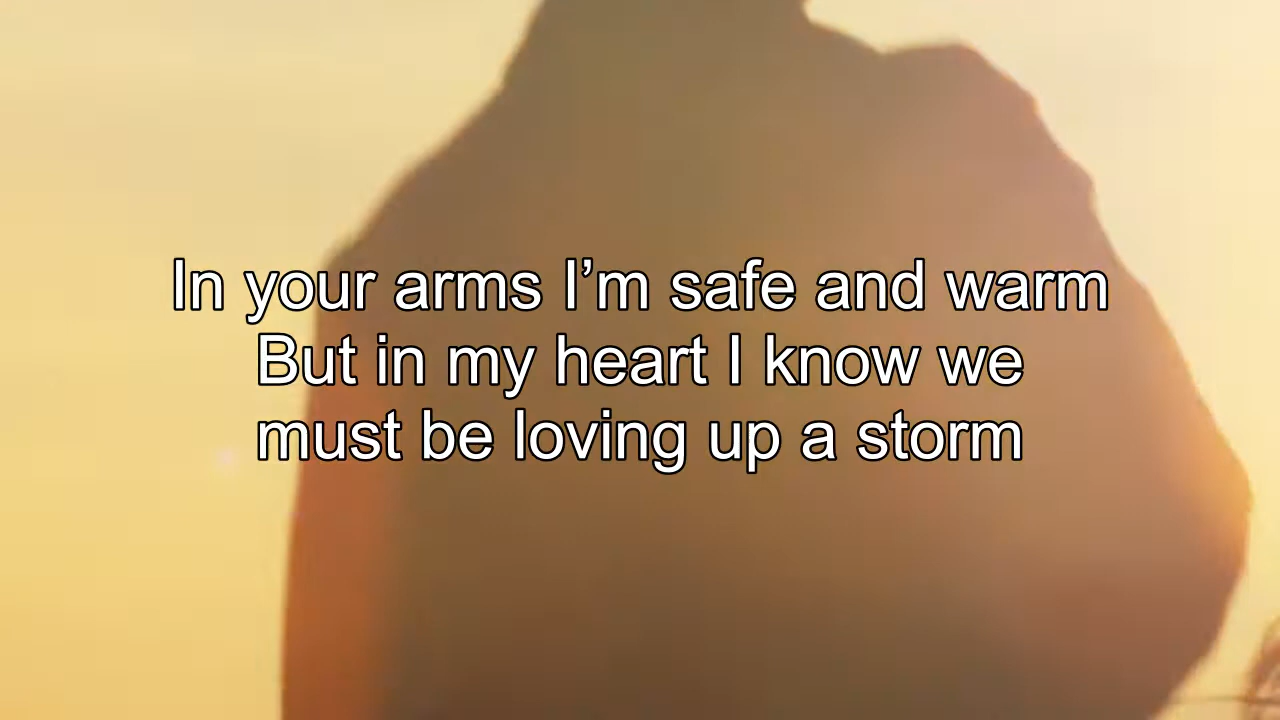 In your arms I’m safe and warm
But in my heart I know we
must be loving up a storm